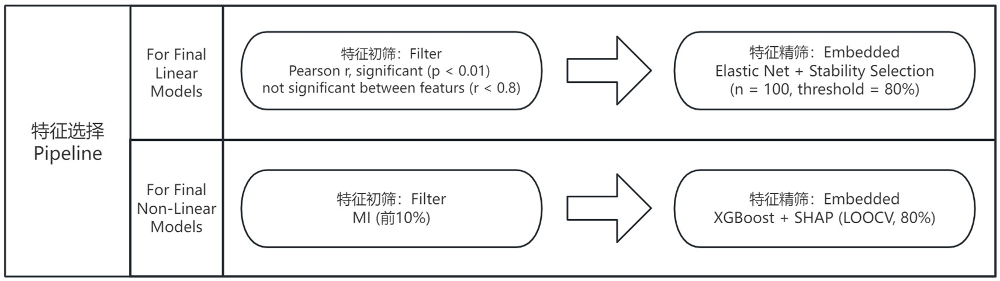 特征选择
Pipeline
For Final
Linear
Models
特征初筛：Filter
Pearson r, significant (p < 0.01)
not significant between featurs (r < 0.8)
特征精筛：Embedded
Elastic Net + Stability Selection
(n = 100, threshold = 80%)
For Final
Non-Linear
Models
特征初筛：Filter
MI (前10%)
特征精筛：Embedded
XGBoost + SHAP (LOOCV, 80%)